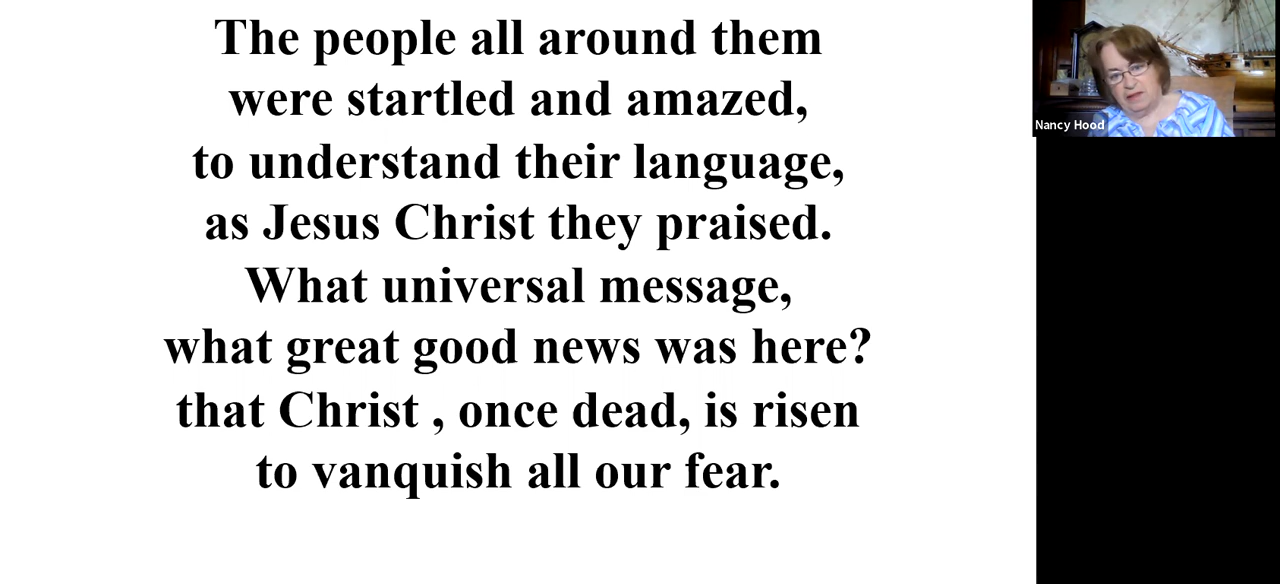 The people all around them
were startled and amazed,
to understand their language,
as Jesus Christ they praised.
What universal message,
what great good news was here?
that Christ , once dead, is risen
to vanquish all our fear.
Nancy Hood